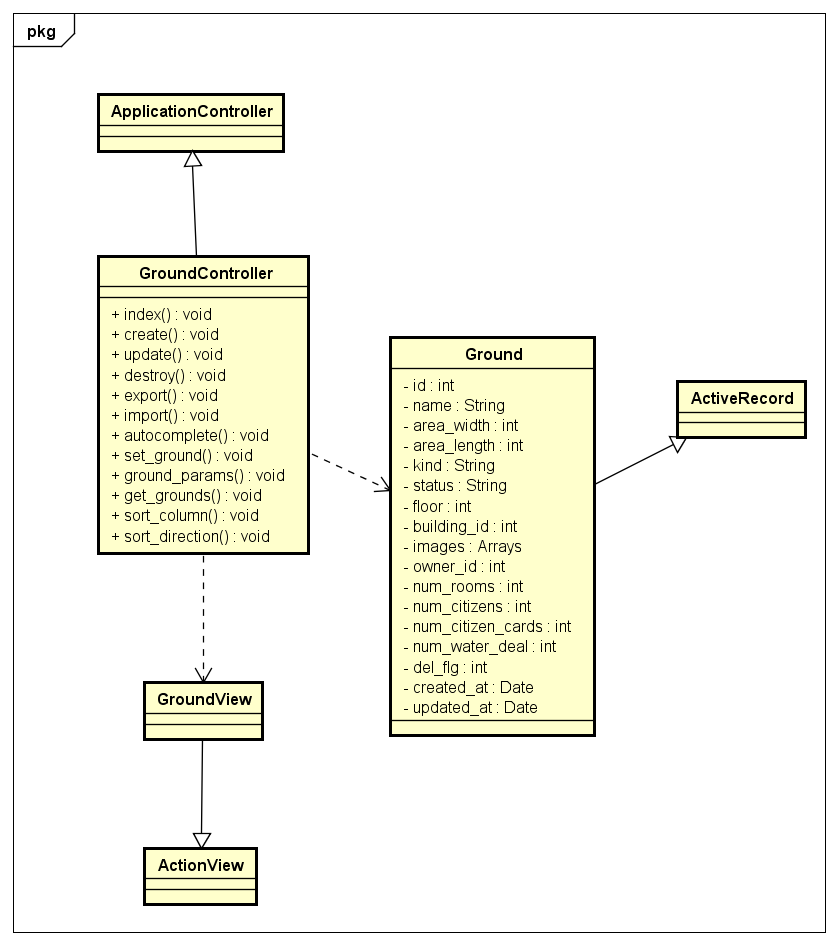 pkg
ApplicationController
GroundController
+ index() : void
+ create() : void
+ update() : void
+ destroy() : void
+ export() : void
+ import() : void
+ autocomplete() : void
+ set_ground() : void
+ ground_params() : void
+ get_grounds() : void
+ sort_column() : void
+ sort_direction() : void
Ground
- id : int
- name : String
- area_width : int
- area_length : int
- kind : String
- status : String
- floor : int
- building_id : int
- images : Arrays
- owner_id : int
- num_rooms : int
- num_citizens : int
- num_citizen_cards : int
- num_water_deal : int
- del_flg : int
- created_at : Date
- updated_at : Date
ActiveRecord
GroundView
ActionView